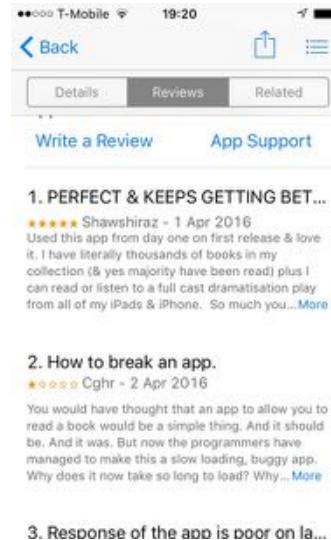 T-Mobile 19:20
Back
Details Reviews Related
Write a Review App Support
1. PERFECT & KEEPS GETTING BET...
Shawshiraz - 1 Apr 2016
Used this app from day one on first release & love
it. I have literally thousands of books in my
collection (& yes majority have been read) plus I
can read or listen to a full cast dramatisation play
from all of my iPads & iPhone. So much you... More
2. How to break an app.
Cghr - 2 Apr 2016
You would have thought that an app to allow you to
read a book would be a simple thing. And it should
be. And it was. But now the programmers have
managed to make this a slow loading, buggy app.
Why does it now take so long to load? Why... More
3. Response of the app is poor on la...